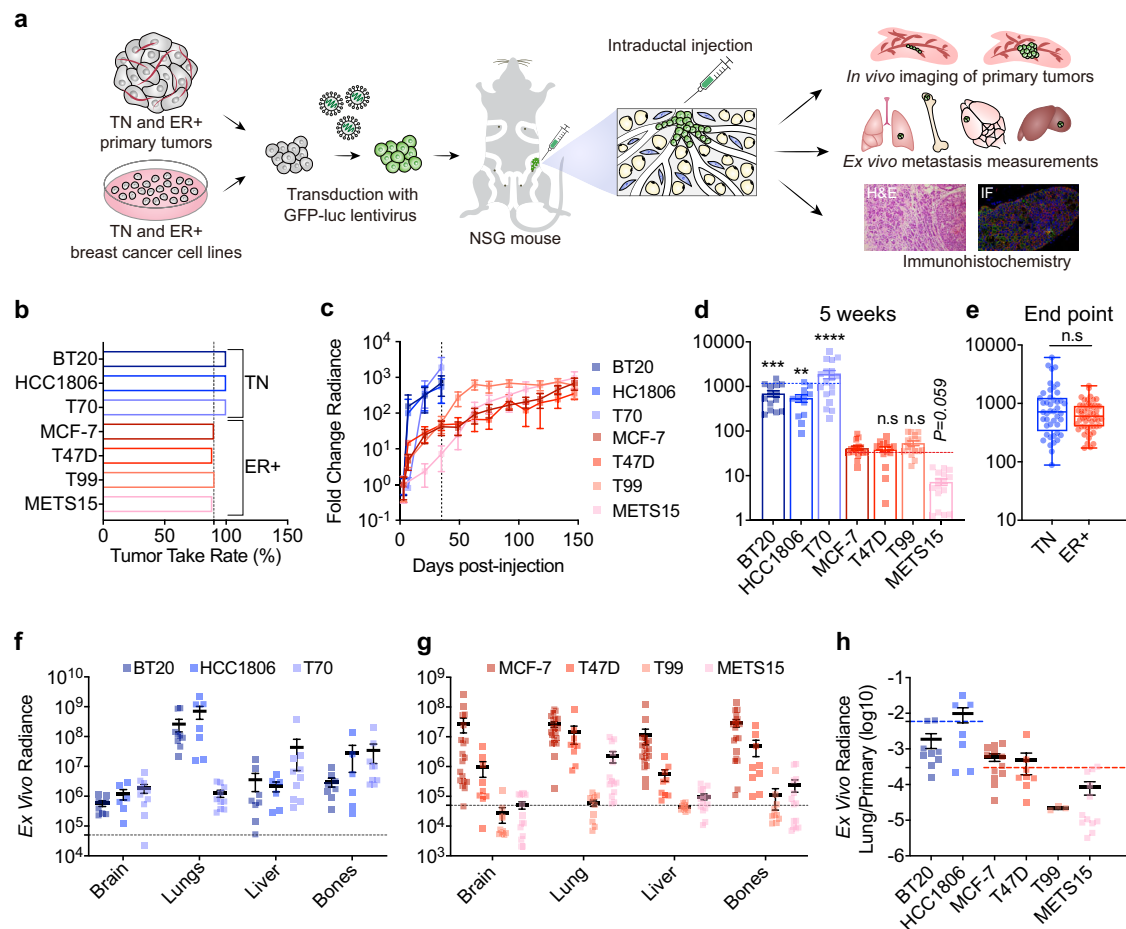 a
TN and ER+
primary tumors
TN and ER+
breast cancer cell lines
Transduction with
GFP-luc lentivirus
NSG mouse
Intraductal injection
In vivo imaging of primary tumors
Ex vivo metastasis measurements
H&E
IF
Immunohistochemistry
b
BT20
HCC1806
T70
MCF-7
T47D
T99
METS15
TN
ER+
0
50
100
150
Tumor Take Rate (%)
c
Fold Change Radiance
10⁴
10³
10²
10¹
10⁰
10⁻¹
0
50
100
150
Days post-injection
BT20
HC1806
T70
MCF-7
T47D
T99
METS15
d
5 weeks
10000
1000
100
10
1
***
**
****
n.s
n.s
P=0.059
BT20
HCC1806
T70
MCF-7
T47D
T99
METS15
e
End point
n.s
10000
1000
100
10
TN
ER+
f
BT20
HCC1806
T70
Ex Vivo Radiance
10¹⁰
10⁹
10⁸
10⁷
10⁶
10⁵
10⁴
Brain
Lungs
Liver
Bones
g
MCF-7
T47D
T99
METS15
10⁹
10⁸
10⁷
10⁶
10⁵
10⁴
10³
Brain
Lung
Liver
Bones
h
Ex Vivo Radiance
Lung/Primary (log10)
-1
-2
-3
-4
-5
-6
BT20
HCC1806
MCF-7
T47D
T99
METS15